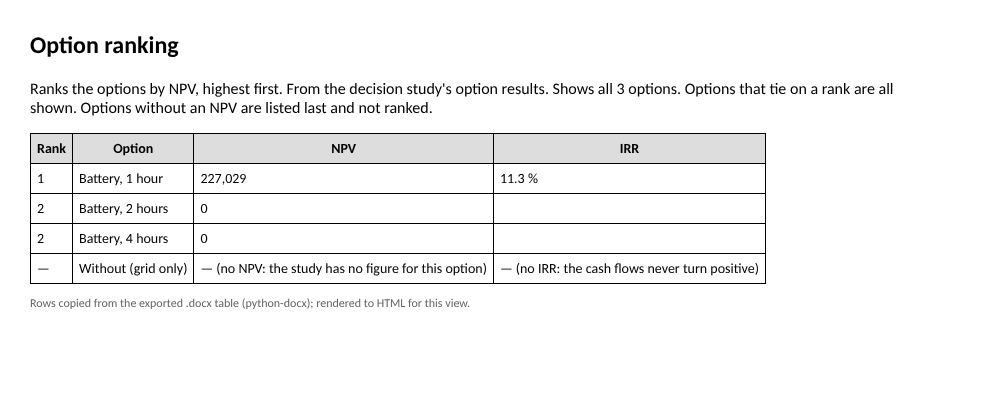 Option ranking
Ranks the options by NPV, highest first. From the decision study's option results. Shows all 3 options. Options that tie on a rank are all
shown. Options without an NPV are listed last and not ranked.
Rank Option NPV IRR
1 Battery, 1 hour 227,029 11.3 %
2 Battery, 2 hours 0
2 Battery, 4 hours 0
— Without (grid only) — (no NPV: the study has no figure for this option) — (no IRR: the cash flows never turn positive)
Rows copied from the exported .docx table (python-docx); rendered to HTML for this view.